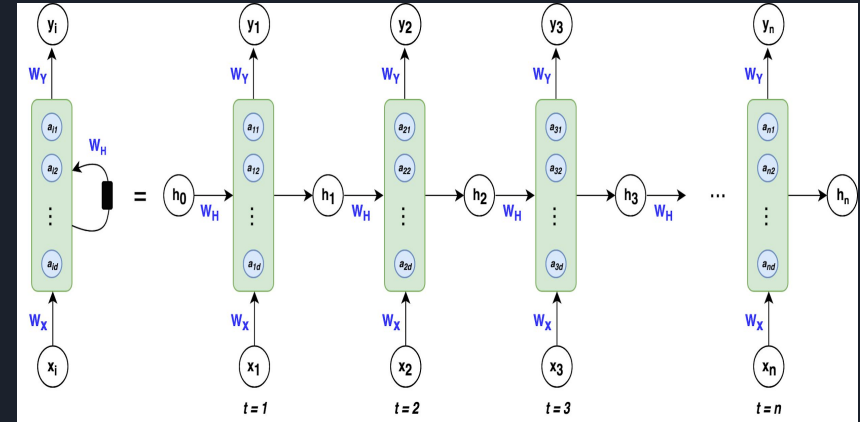 yi y1 y2 y3 yn
WY WY WY WY WY
ai1 a11 a21 a31 an1
WH
ai2 a12 a22 a32 an2
= h0 h1 h2 h3 ... hn
WH WH WH WH
⋮ ⋮ ⋮ ⋮ ⋮
aid a1d a2d a3d and
WX WX WX WX WX
xi x1 x2 x3 xn
t = 1 t = 2 t = 3 t = n